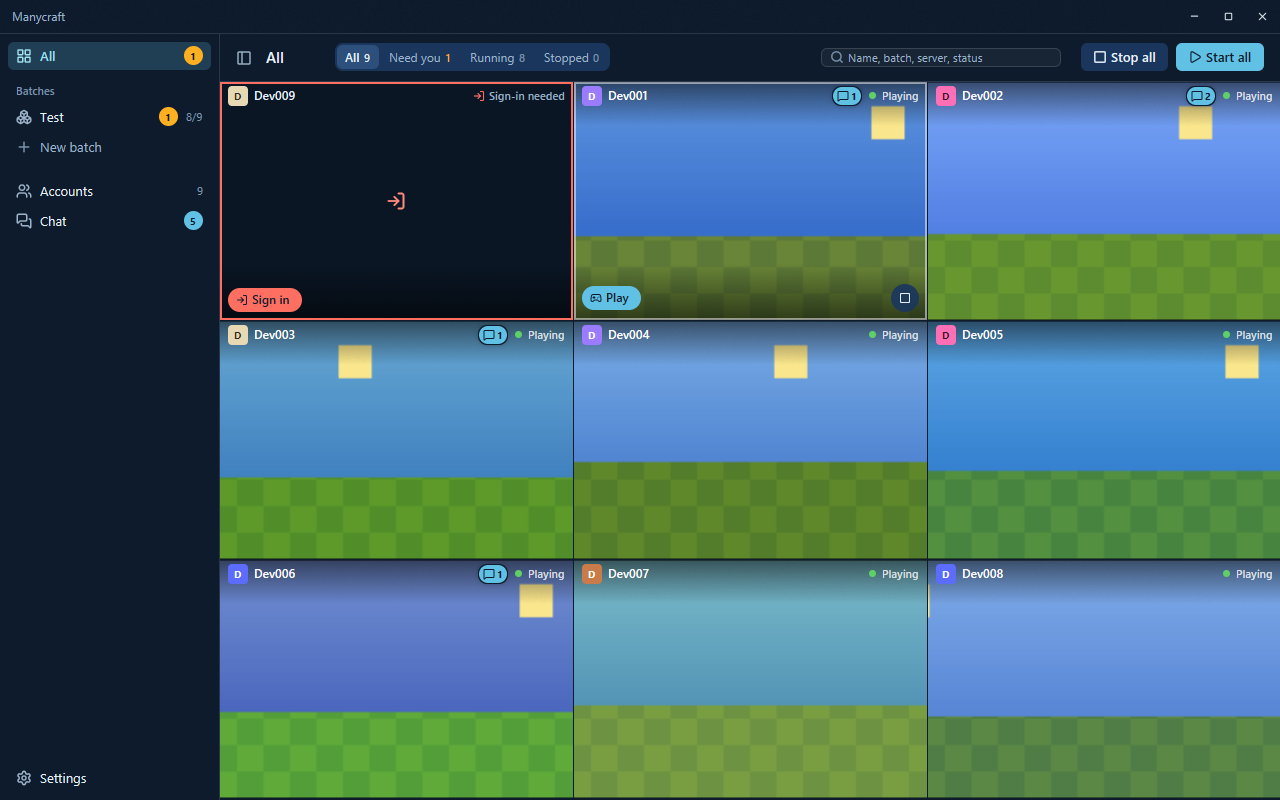 Manycraft
All 1
Batches
Test 1 8/9
New batch
Accounts 9
Chat 5
Settings
All
All 9 Need you 1 Running 8 Stopped 0
Name, batch, server, status
Stop all
Start all
D Dev009 Sign-in needed
Sign in
D Dev001 1 Playing
Play
D Dev002 2 Playing
D Dev003 1 Playing
D Dev004 Playing
D Dev005 Playing
D Dev006 1 Playing
D Dev007 Playing
D Dev008 Playing